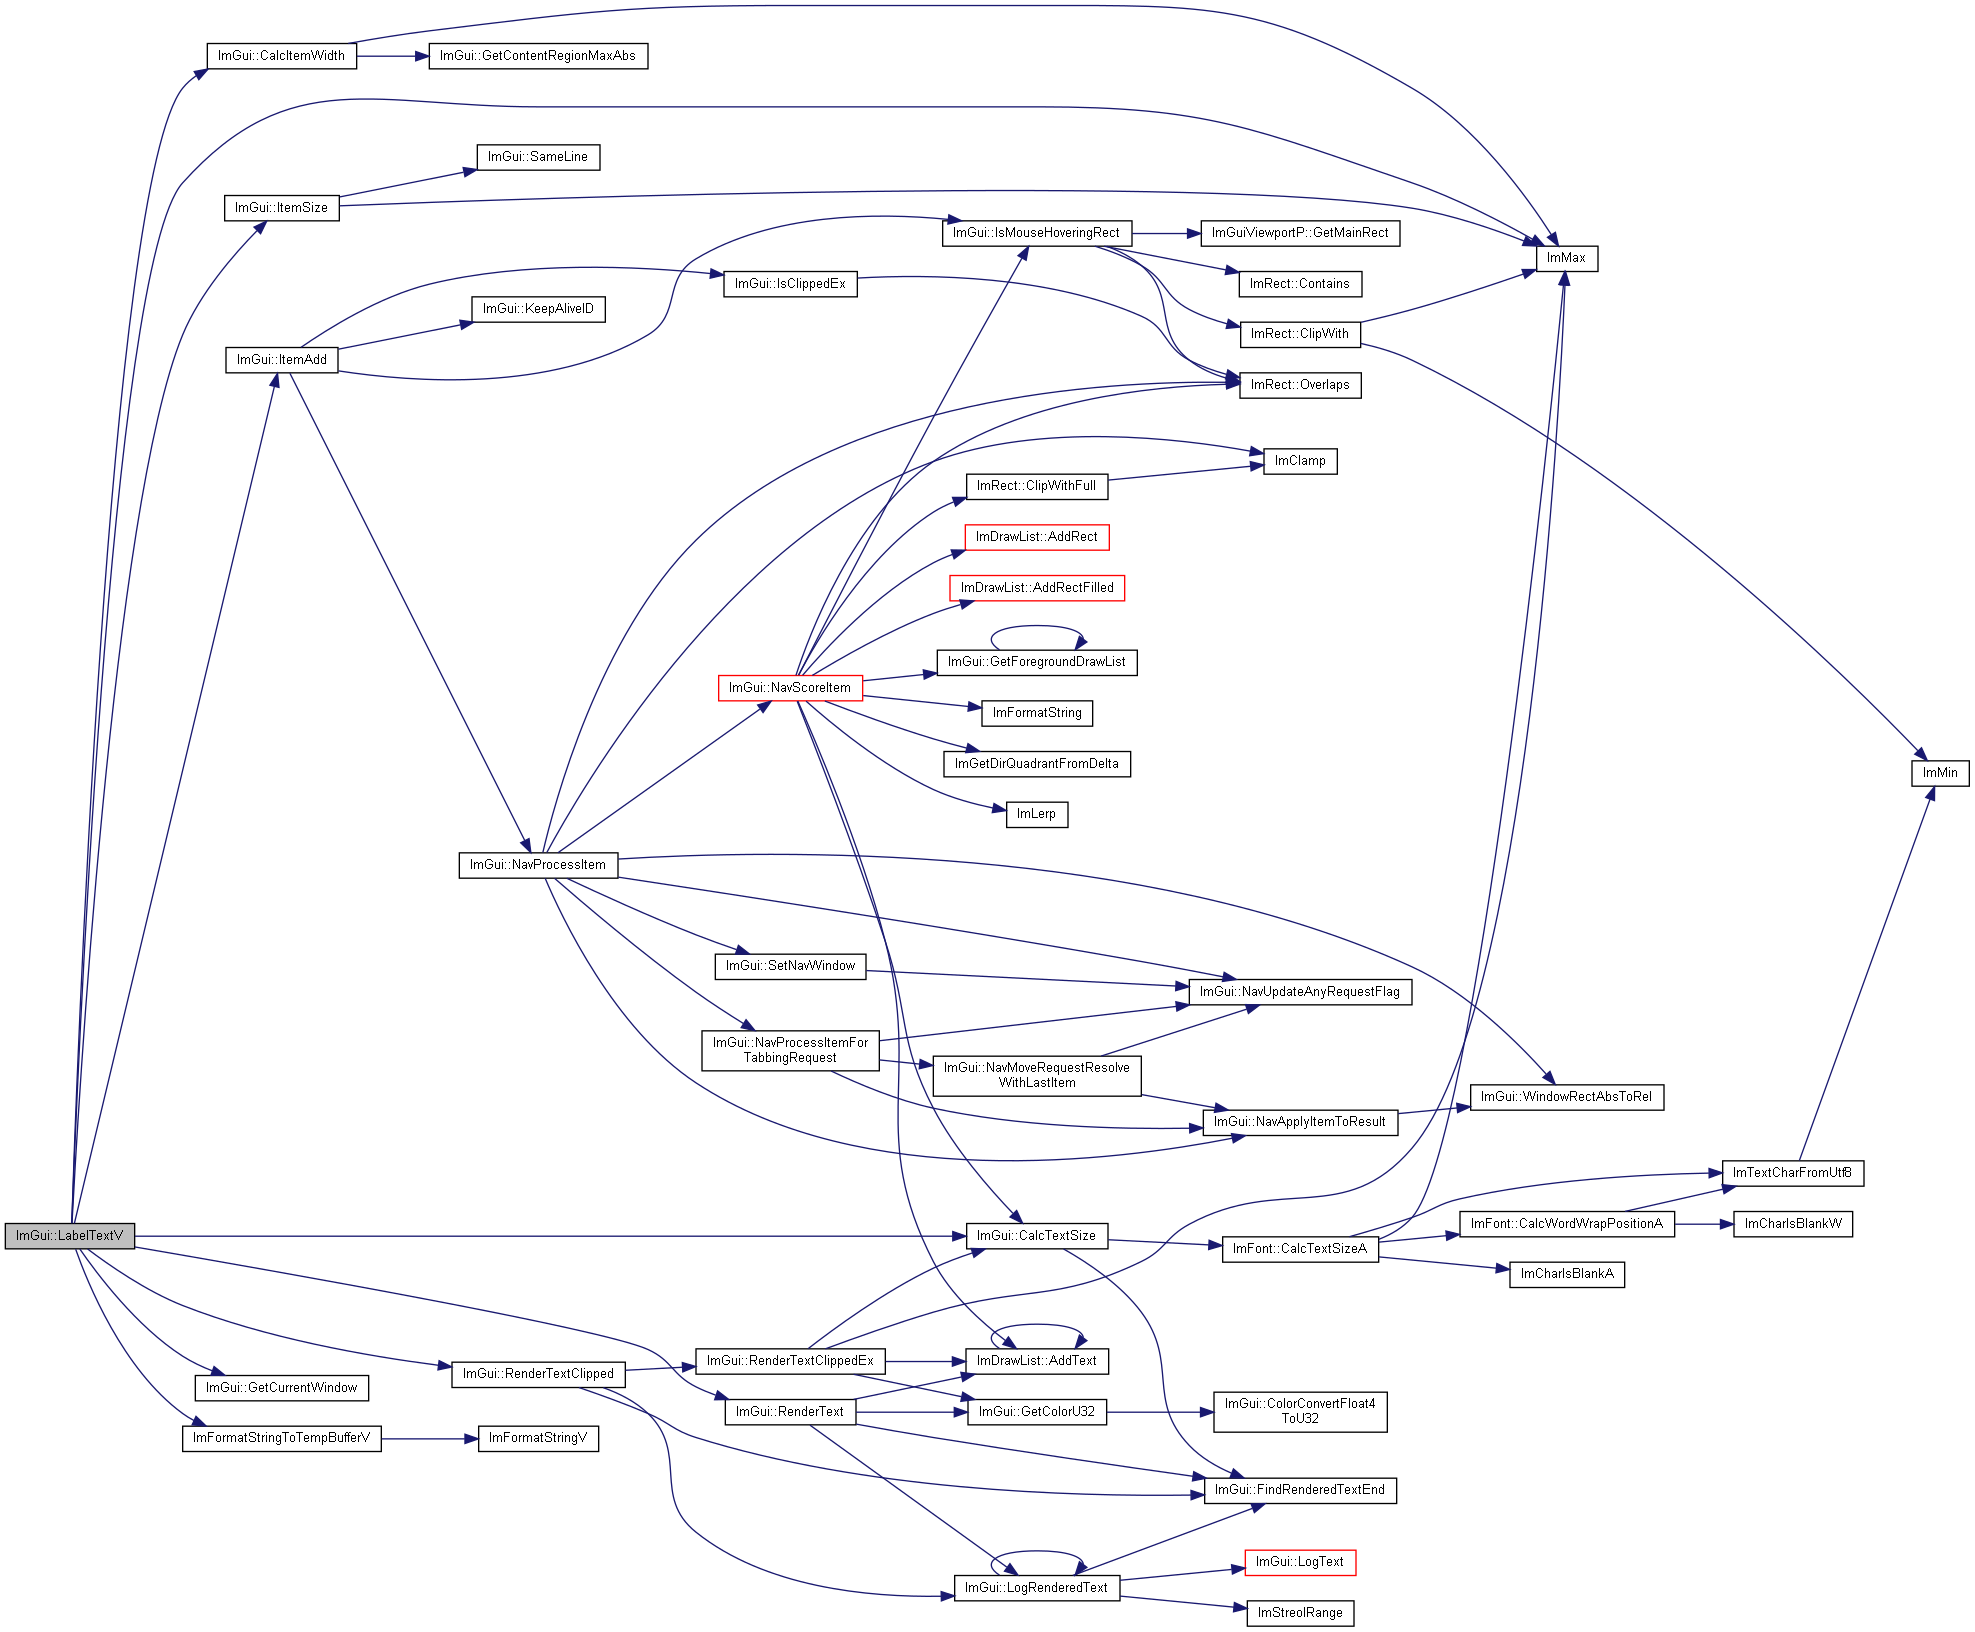 ImGui::CalcItemWidth
ImGui::GetContentRegionMaxAbs
ImGui::SameLine
ImGui::ItemSize
ImGui::IsMouseHoveringRect
ImGuiViewportP::GetMainRect
ImMax
ImGui::IsClippedEx
ImRect::Contains
ImGui::KeepAliveID
ImRect::ClipWith
ImGui::ItemAdd
ImRect::Overlaps
ImClamp
ImRect::ClipWithFull
ImDrawList::AddRect
ImDrawList::AddRectFilled
ImGui::GetForegroundDrawList
ImGui::NavScoreItem
ImFormatString
ImGetDirQuadrantFromDelta
ImMin
ImLerp
ImGui::NavProcessItem
ImGui::SetNavWindow
ImGui::NavUpdateAnyRequestFlag
ImGui::NavProcessItemFor
TabbingRequest
ImGui::NavMoveRequestResolve
WithLastItem
ImGui::WindowRectAbsToRel
ImGui::NavApplyItemToResult
ImTextCharFromUtf8
ImGui::LabelTextV
ImGui::CalcTextSize
ImFont::CalcTextSizeA
ImFont::CalcWordWrapPositionA
ImCharIsBlankW
ImCharIsBlankA
ImGui::RenderTextClippedEx
ImDrawList::AddText
ImGui::RenderTextClipped
ImGui::GetCurrentWindow
ImGui::RenderText
ImGui::GetColorU32
ImGui::ColorConvertFloat4
ToU32
ImFormatStringToTempBufferV
ImFormatStringV
ImGui::FindRenderedTextEnd
ImGui::LogText
ImGui::LogRenderedText
ImStreolRange